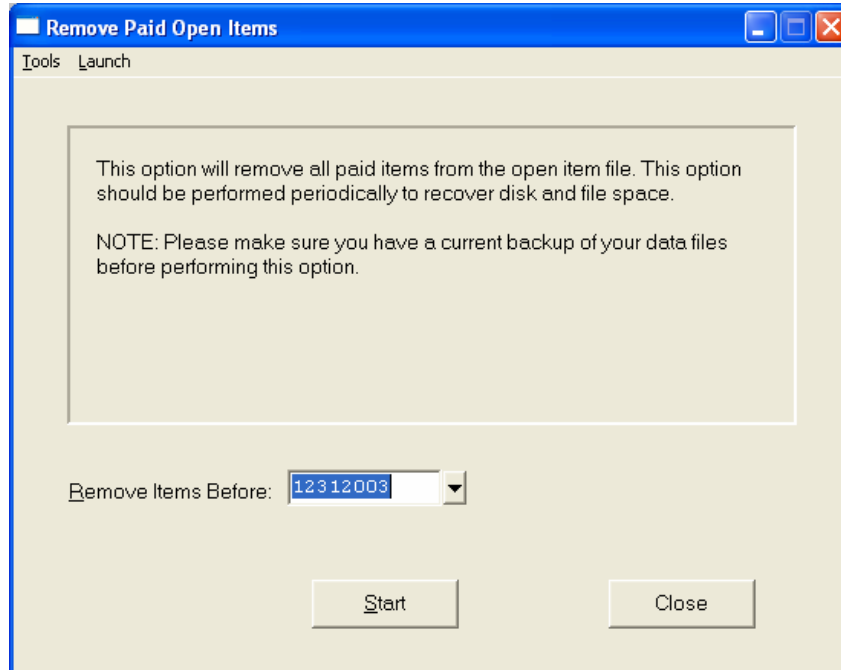 Remove Paid Open Items
Tools Launch
This option will remove all paid items from the open item file. This option
should be performed periodically to recover disk and file space.
NOTE: Please make sure you have a current backup of your data files
before performing this option.
Remove Items Before: 12312003
Start Close